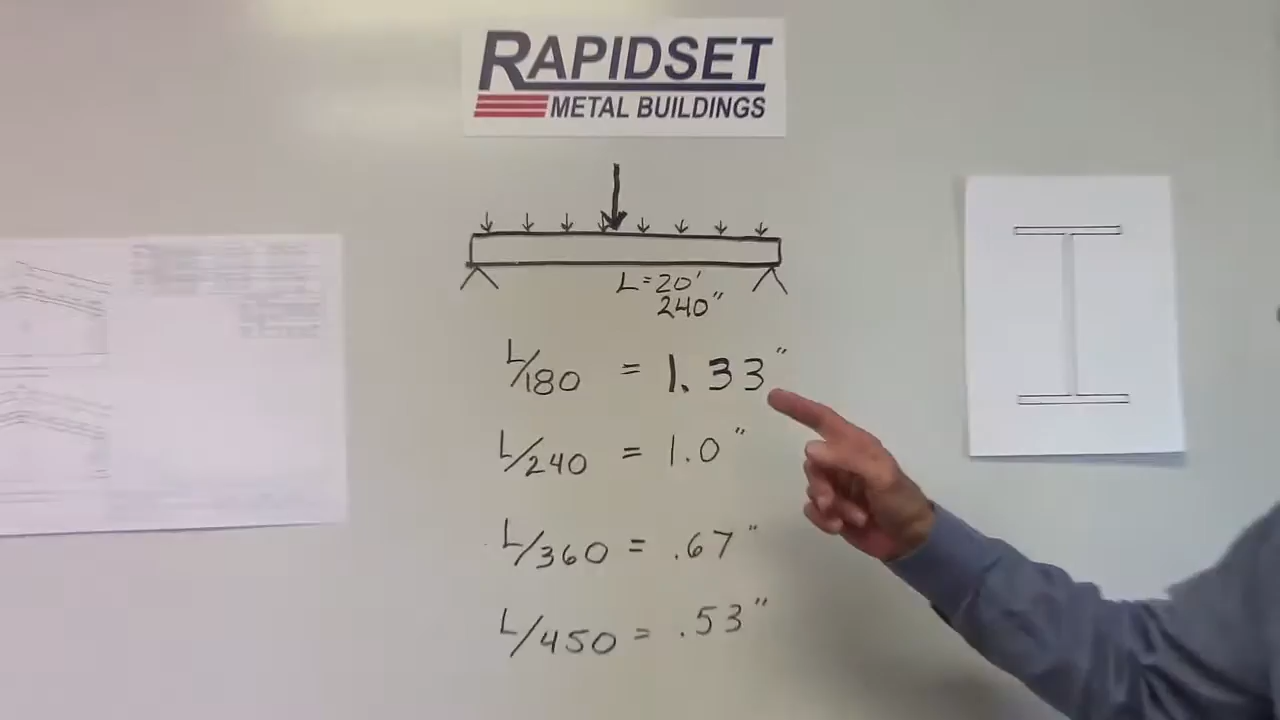 RAPIDSET
METAL BUILDINGS
L=20'
240"
L/180 = 1.33"
L/240 = 1.0"
L/360 = .67"
L/450 = .53"